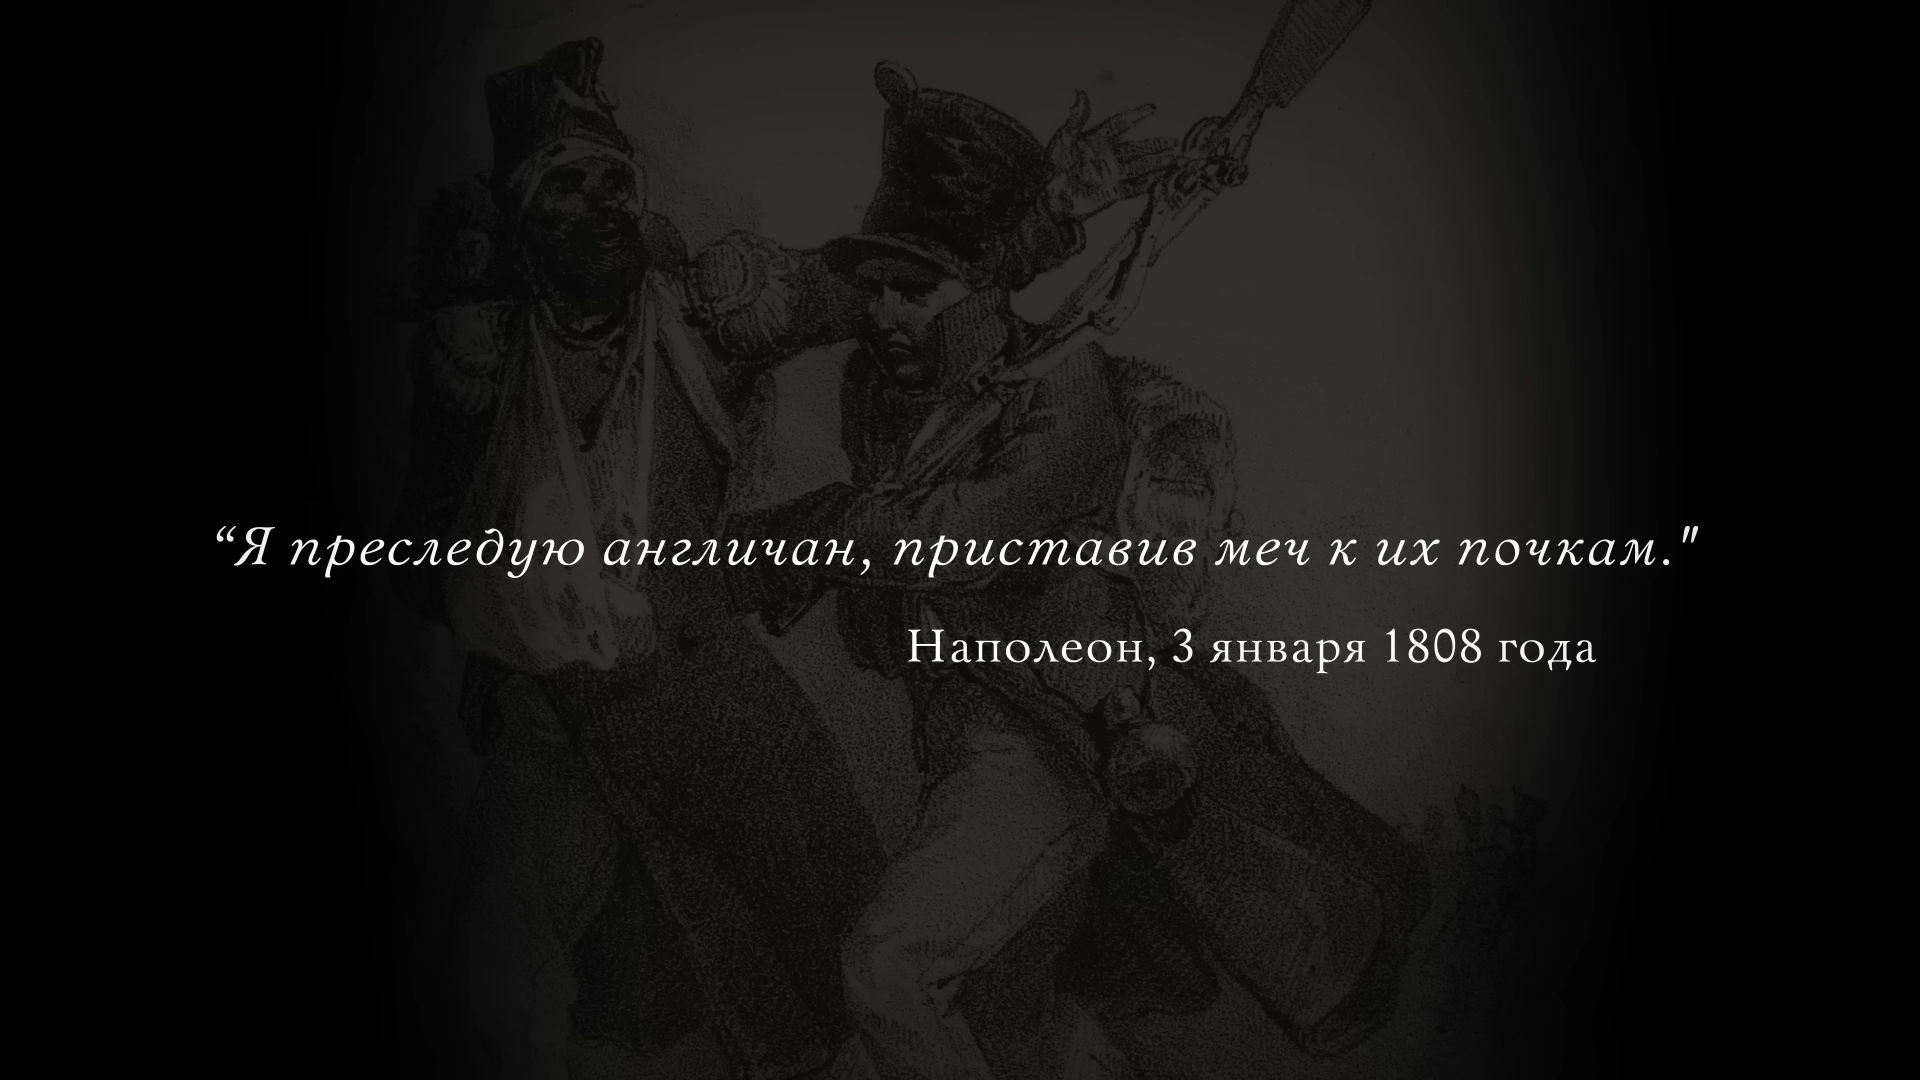 “Я преследую англичан, приставив меч к их почкам."
Наполеон, 3 января 1808 года